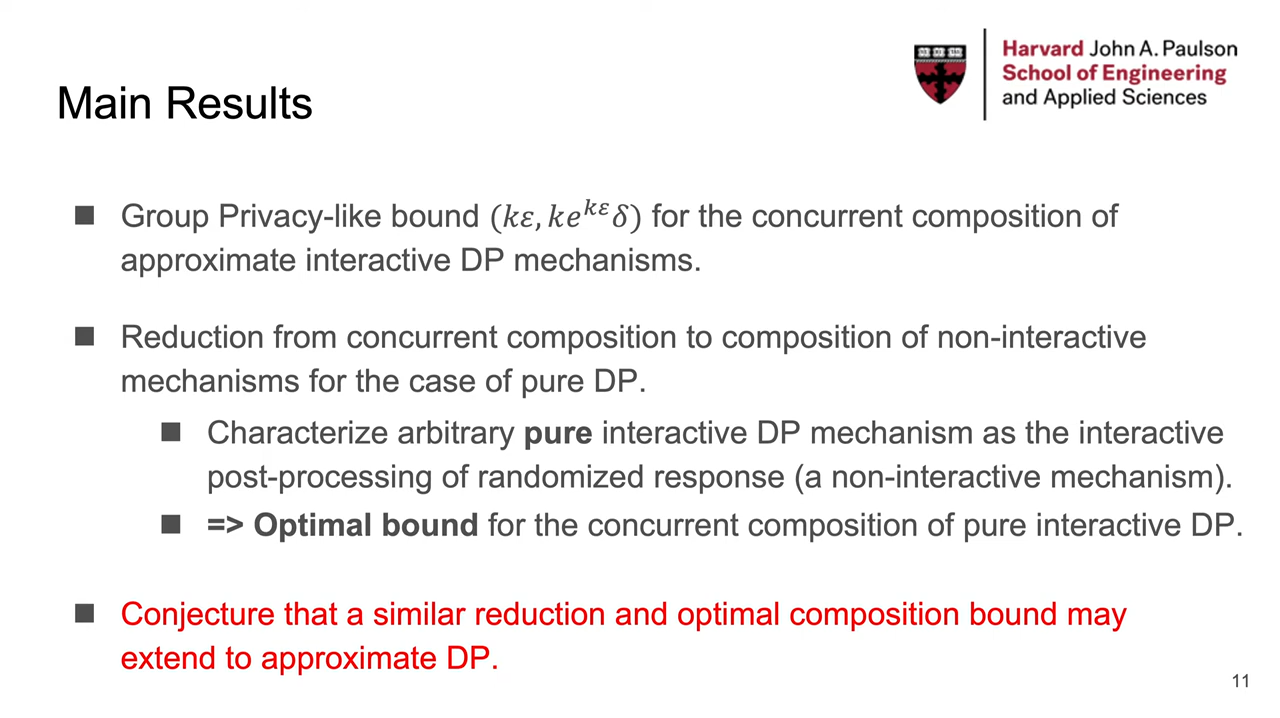 Harvard John A. Paulson
School of Engineering
and Applied Sciences
Main Results
■ Group Privacy-like bound (kε, ke^{kε}δ) for the concurrent composition of
approximate interactive DP mechanisms.
■ Reduction from concurrent composition to composition of non-interactive
mechanisms for the case of pure DP.
■ Characterize arbitrary pure interactive DP mechanism as the interactive
post-processing of randomized response (a non-interactive mechanism).
■ => Optimal bound for the concurrent composition of pure interactive DP.
■ Conjecture that a similar reduction and optimal composition bound may
extend to approximate DP.
11